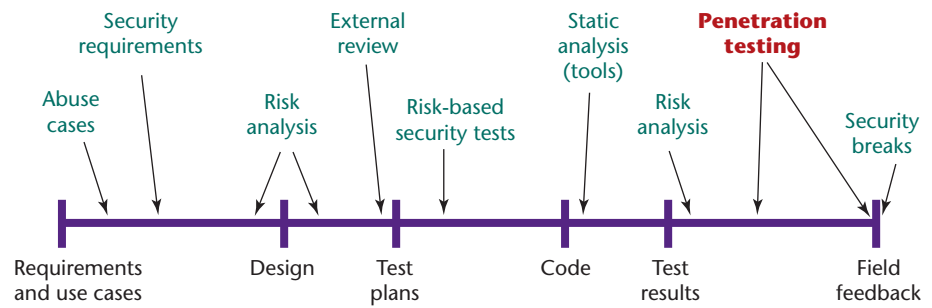 Security
requirements
External
review
Static
analysis
(tools)
Penetration
testing
Abuse
cases
Risk
analysis
Risk-based
security tests
Risk
analysis
Security
breaks
Requirements
and use cases
Design
Test
plans
Code
Test
results
Field
feedback